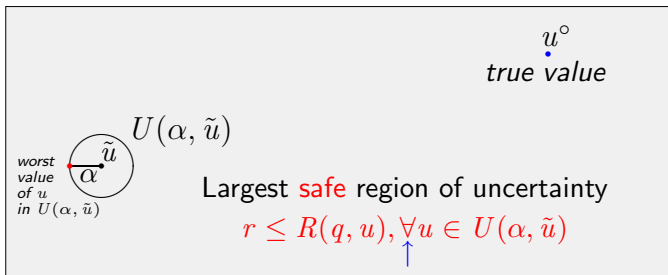 u°
true value
U(α, ũ)
ũ
α
worst
value
of u
in U(α, ũ)
Largest safe region of uncertainty
r ≤ R(q, u), ∀u ∈ U(α, ũ)
↑